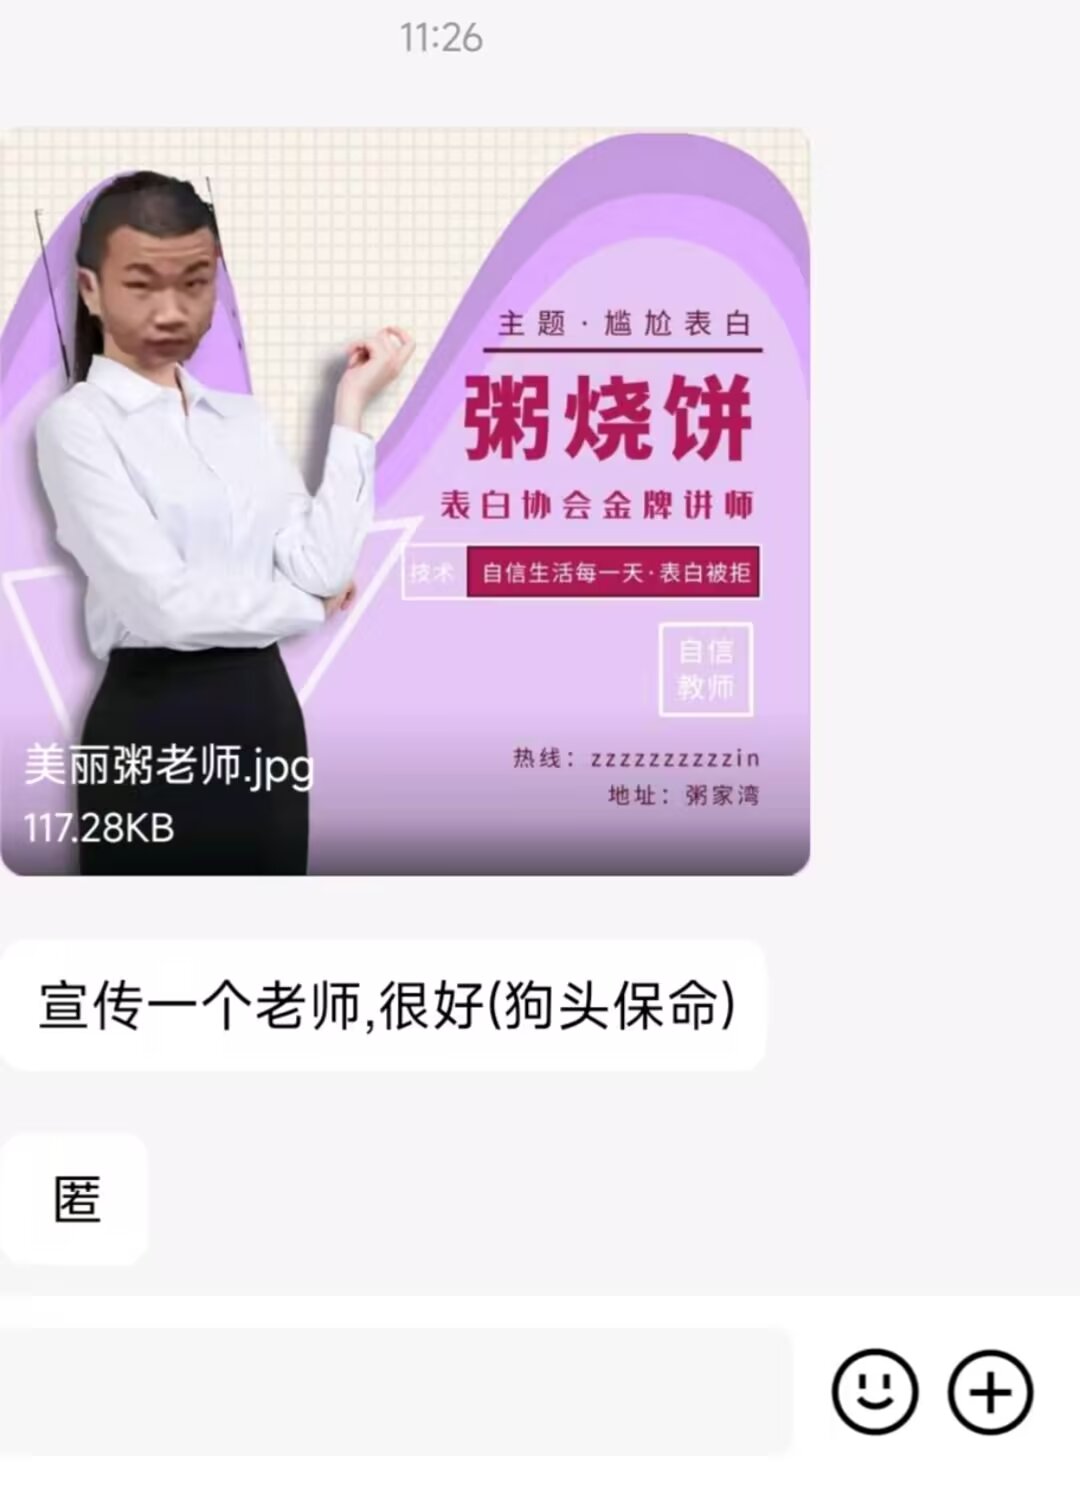 11:26
主题·尴尬表白
粥烧饼
表白协会金牌讲师
技术 自信生活每一天·表白被拒
自信
教师
热线：zzzzzzzzzzin
地址：粥家湾
美丽粥老师.jpg
117.28KB
宣传一个老师,很好(狗头保命)
匿